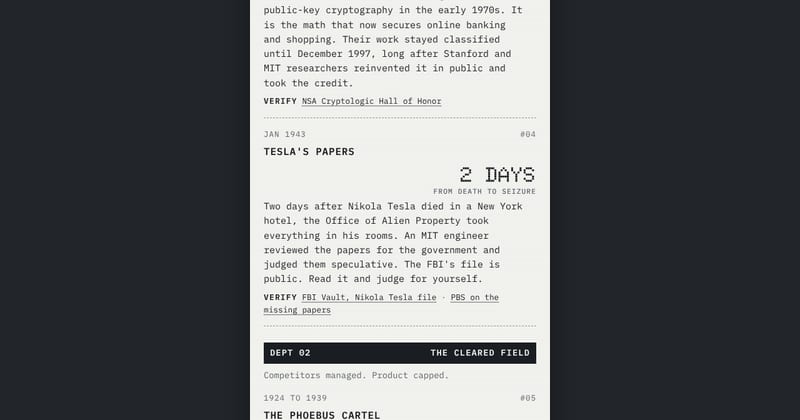 public-key cryptography in the early 1970s. It
is the math that now secures online banking
and shopping. Their work stayed classified
until December 1997, long after Stanford and
MIT researchers reinvented it in public and
took the credit.
VERIFY NSA Cryptologic Hall of Honor
JAN 1943 #04
TESLA'S PAPERS
2 DAYS
FROM DEATH TO SEIZURE
Two days after Nikola Tesla died in a New York
hotel, the Office of Alien Property took
everything in his rooms. An MIT engineer
reviewed the papers for the government and
judged them speculative. The FBI's file is
public. Read it and judge for yourself.
VERIFY FBI Vault, Nikola Tesla file · PBS on the
missing papers
DEPT 02 THE CLEARED FIELD
Competitors managed. Product capped.
1924 TO 1939 #05
THE PHOEBUS CARTEL